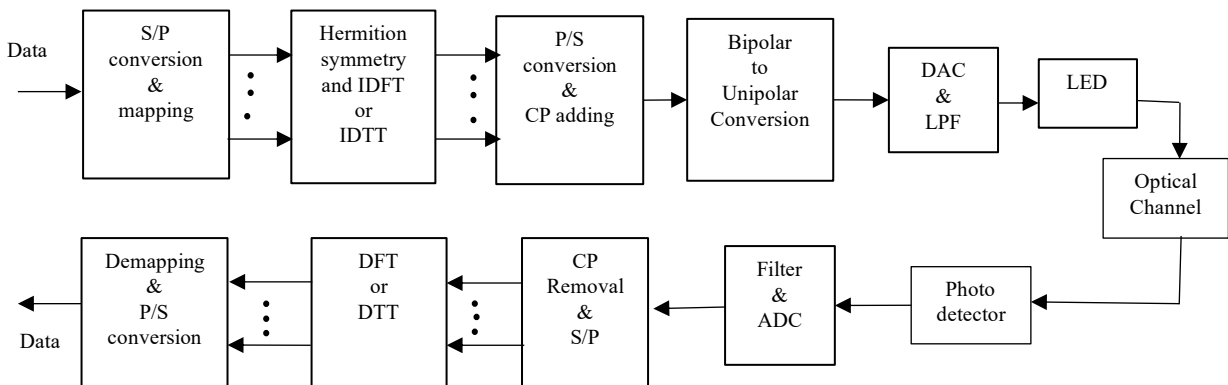 Data
S/P
conversion
&
mapping
Hermition
symmetry
and IDFT
or
IDTT
P/S
conversion
&
CP adding
Bipolar
to
Unipolar
Conversion
DAC
&
LPF
LED
Optical
Channel
Photo
detector
Filter
&
ADC
CP
Removal
&
S/P
DFT
or
DTT
Demapping
&
P/S
conversion
Data